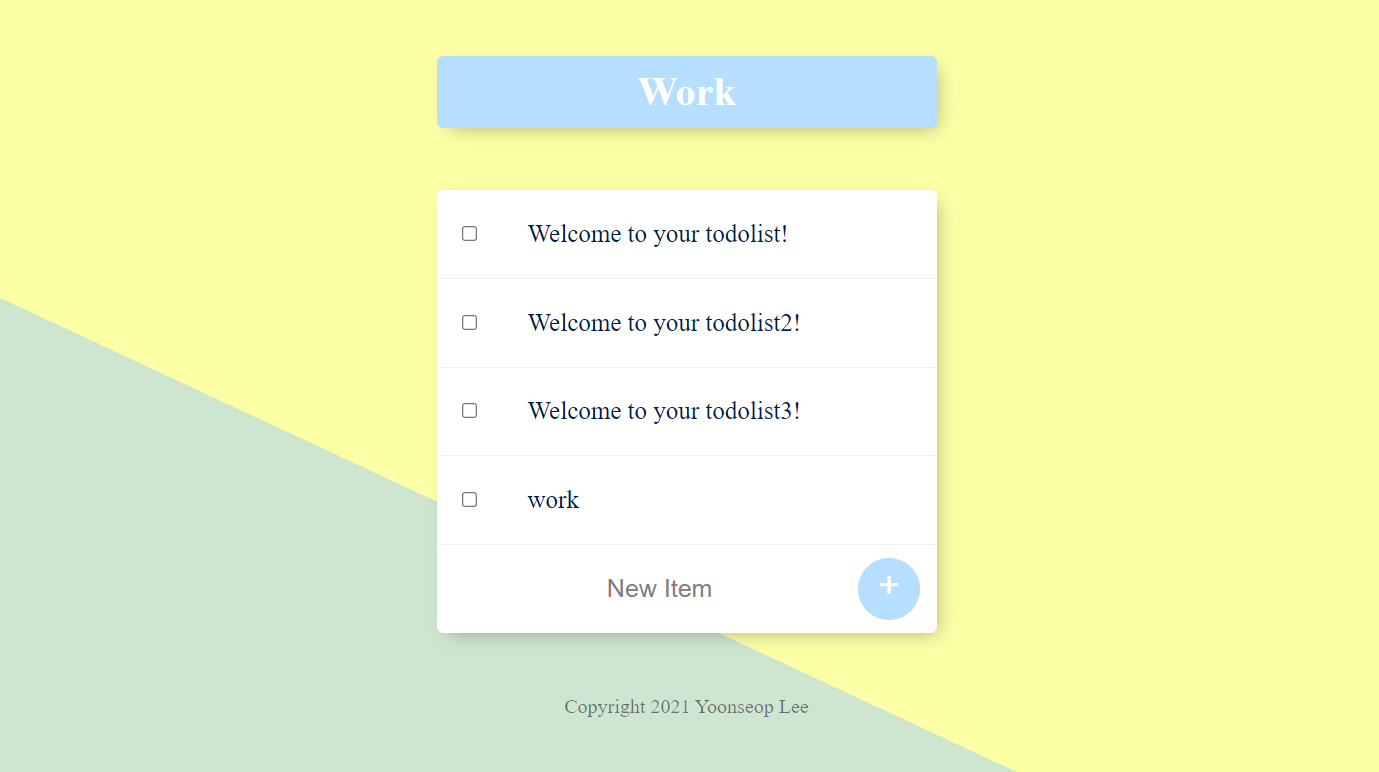 Work
Welcome to your todolist!
Welcome to your todolist2!
Welcome to your todolist3!
work
New Item
+
Copyright 2021 Yoonseop Lee